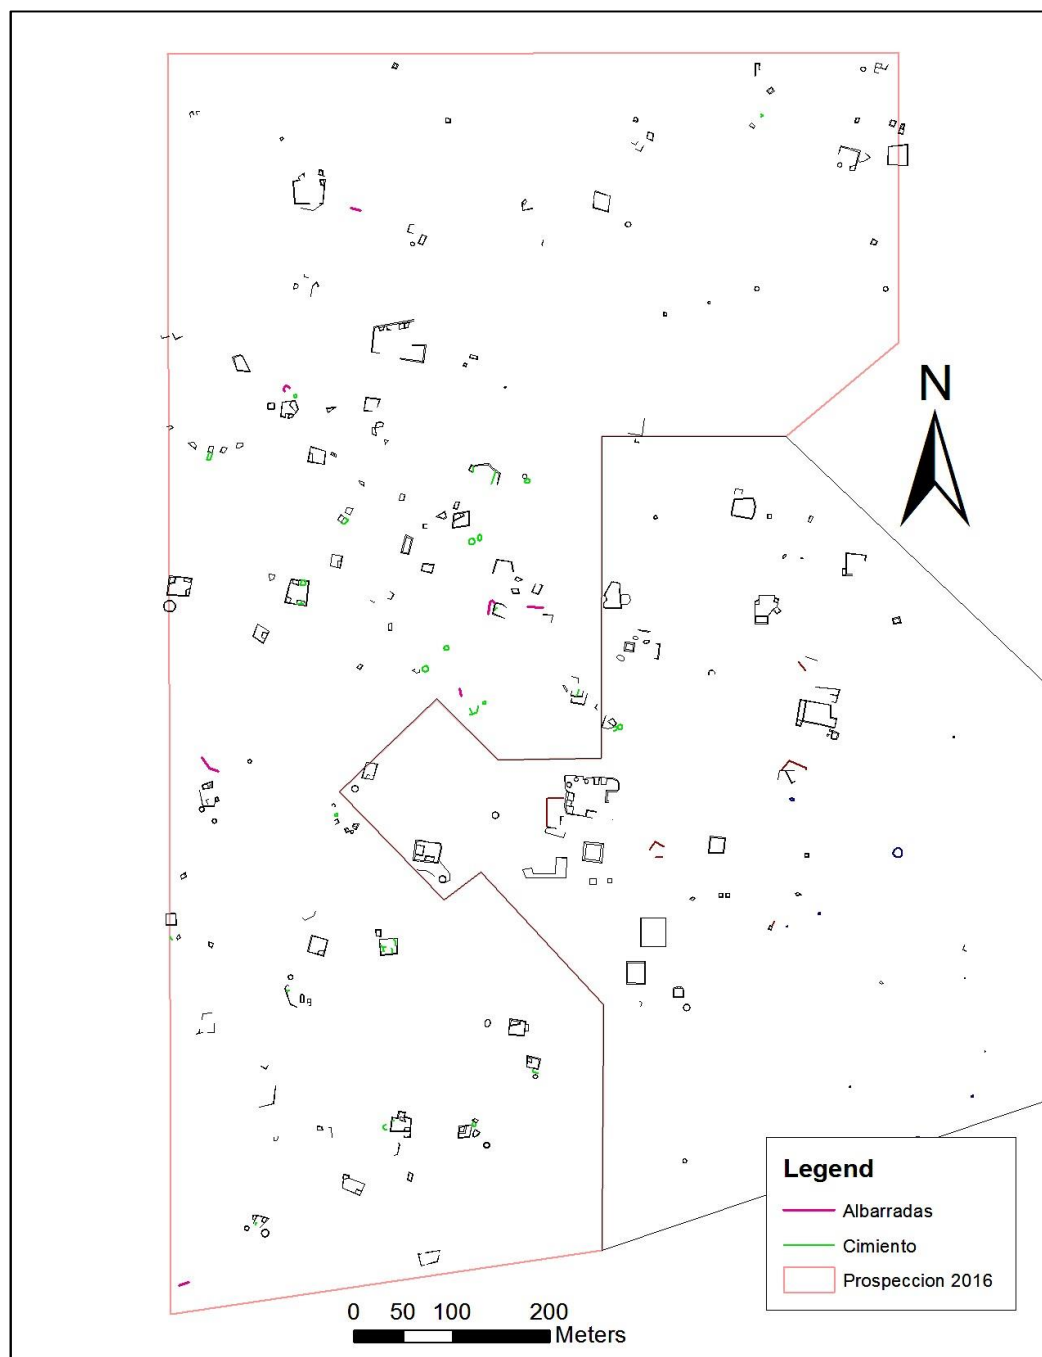 N
Legend
Albarradas
Cimiento
Prospeccion 2016
0 50 100 200
Meters